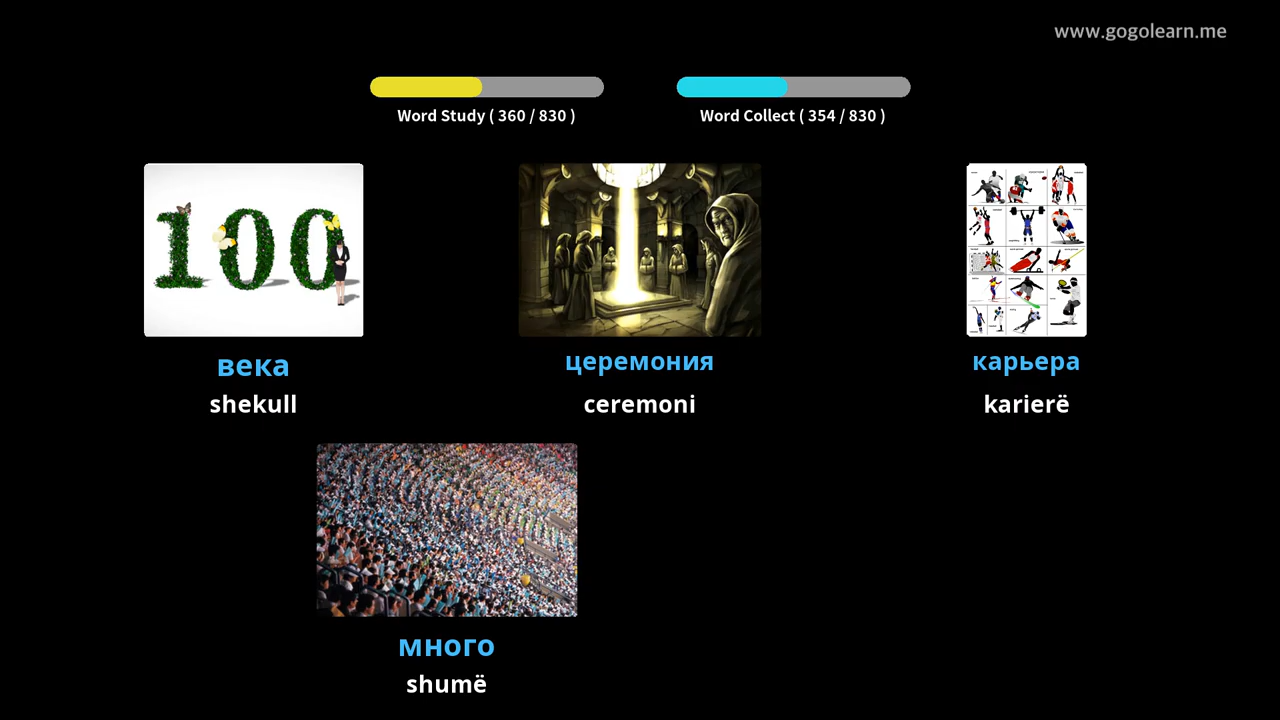 www.gogolearn.me
Word Study ( 360 / 830 )
Word Collect ( 354 / 830 )
100
века
церемония
карьера
shekull
ceremoni
karierë
много
shumë